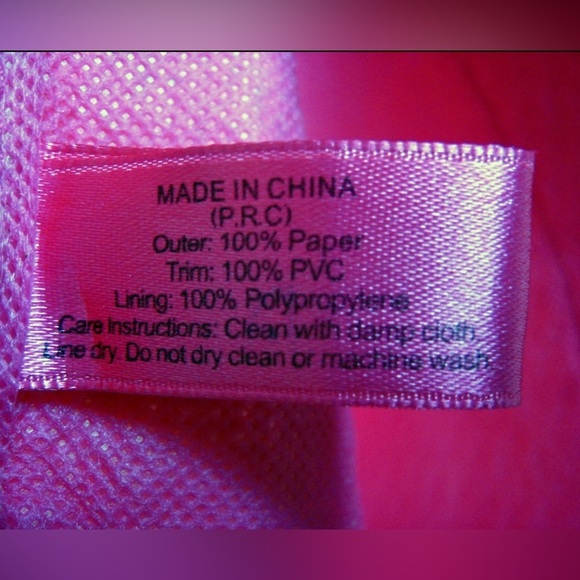 MADE IN CHINA
(P.R.C)
Outer: 100% Paper
Trim: 100% PVC
Lining: 100% Polypropylene
Care Instructions: Clean with damp cloth.
Line dry. Do not dry clean or machine wash.